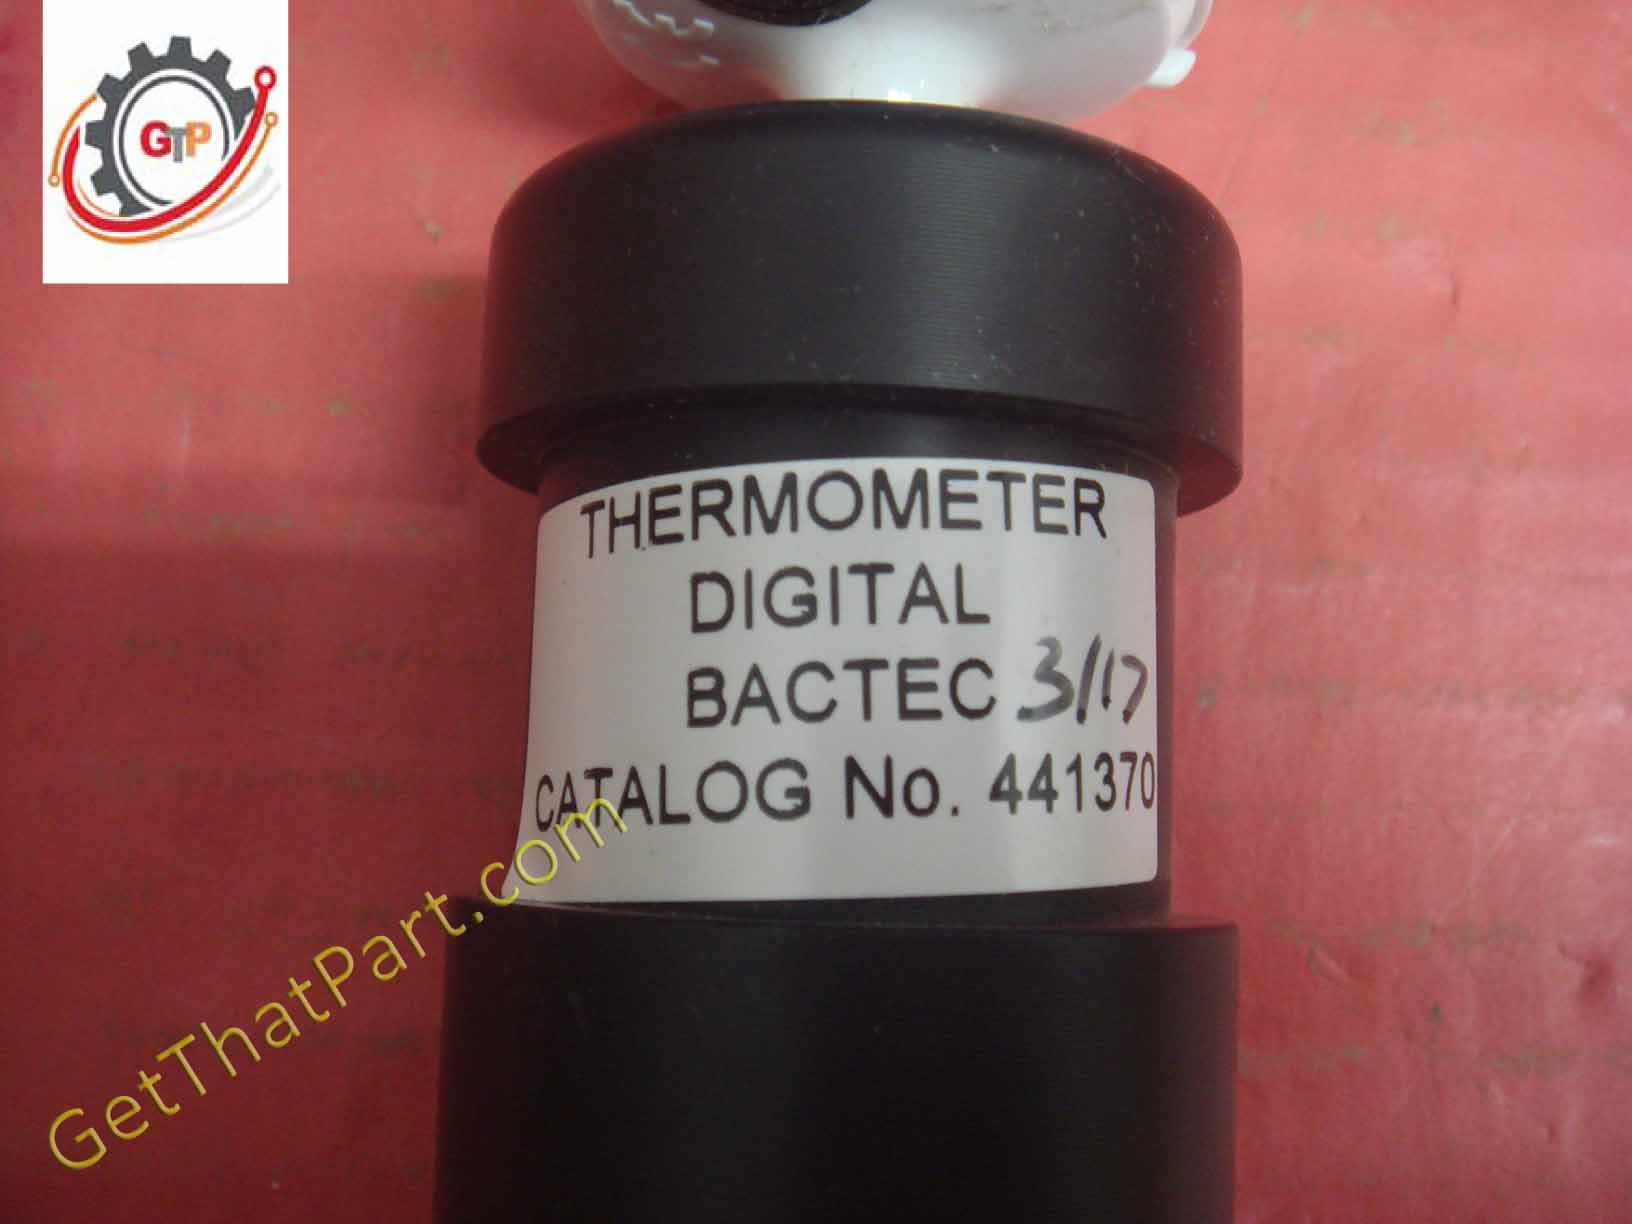 GTP
THERMOMETER
DIGITAL
BACTEC 3/17
CATALOG No. 441370
GetThatPart.com